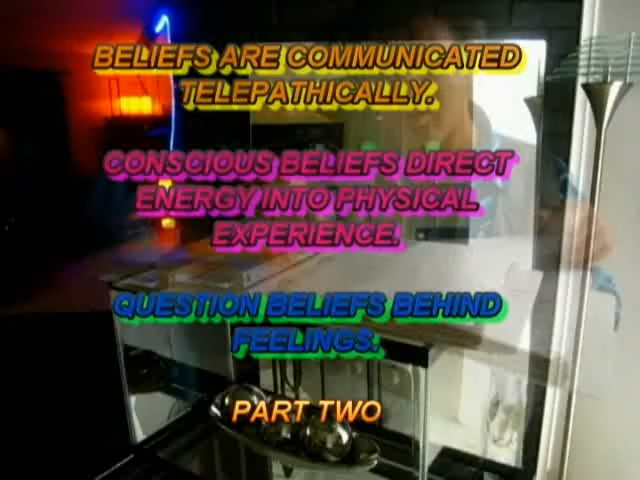 BELIEFS ARE COMMUNICATED
TELEPATHICALLY.
CONSCIOUS BELIEFS DIRECT
ENERGY INTO PHYSICAL
EXPERIENCE.
QUESTION BELIEFS BEHIND
FEELINGS.
PART TWO